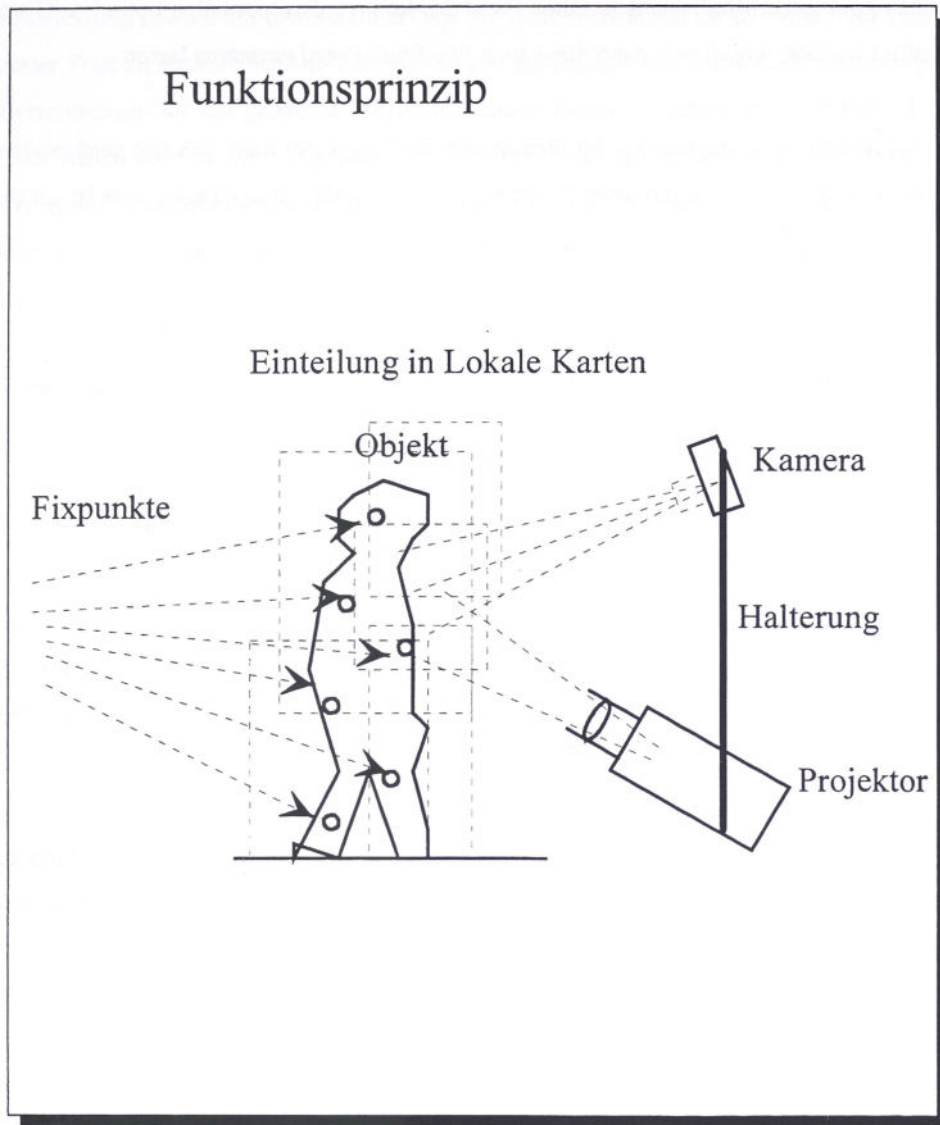 Funktionsprinzip
Einteilung in Lokale Karten
Objekt
Kamera
Fixpunkte
Halterung
Projektor